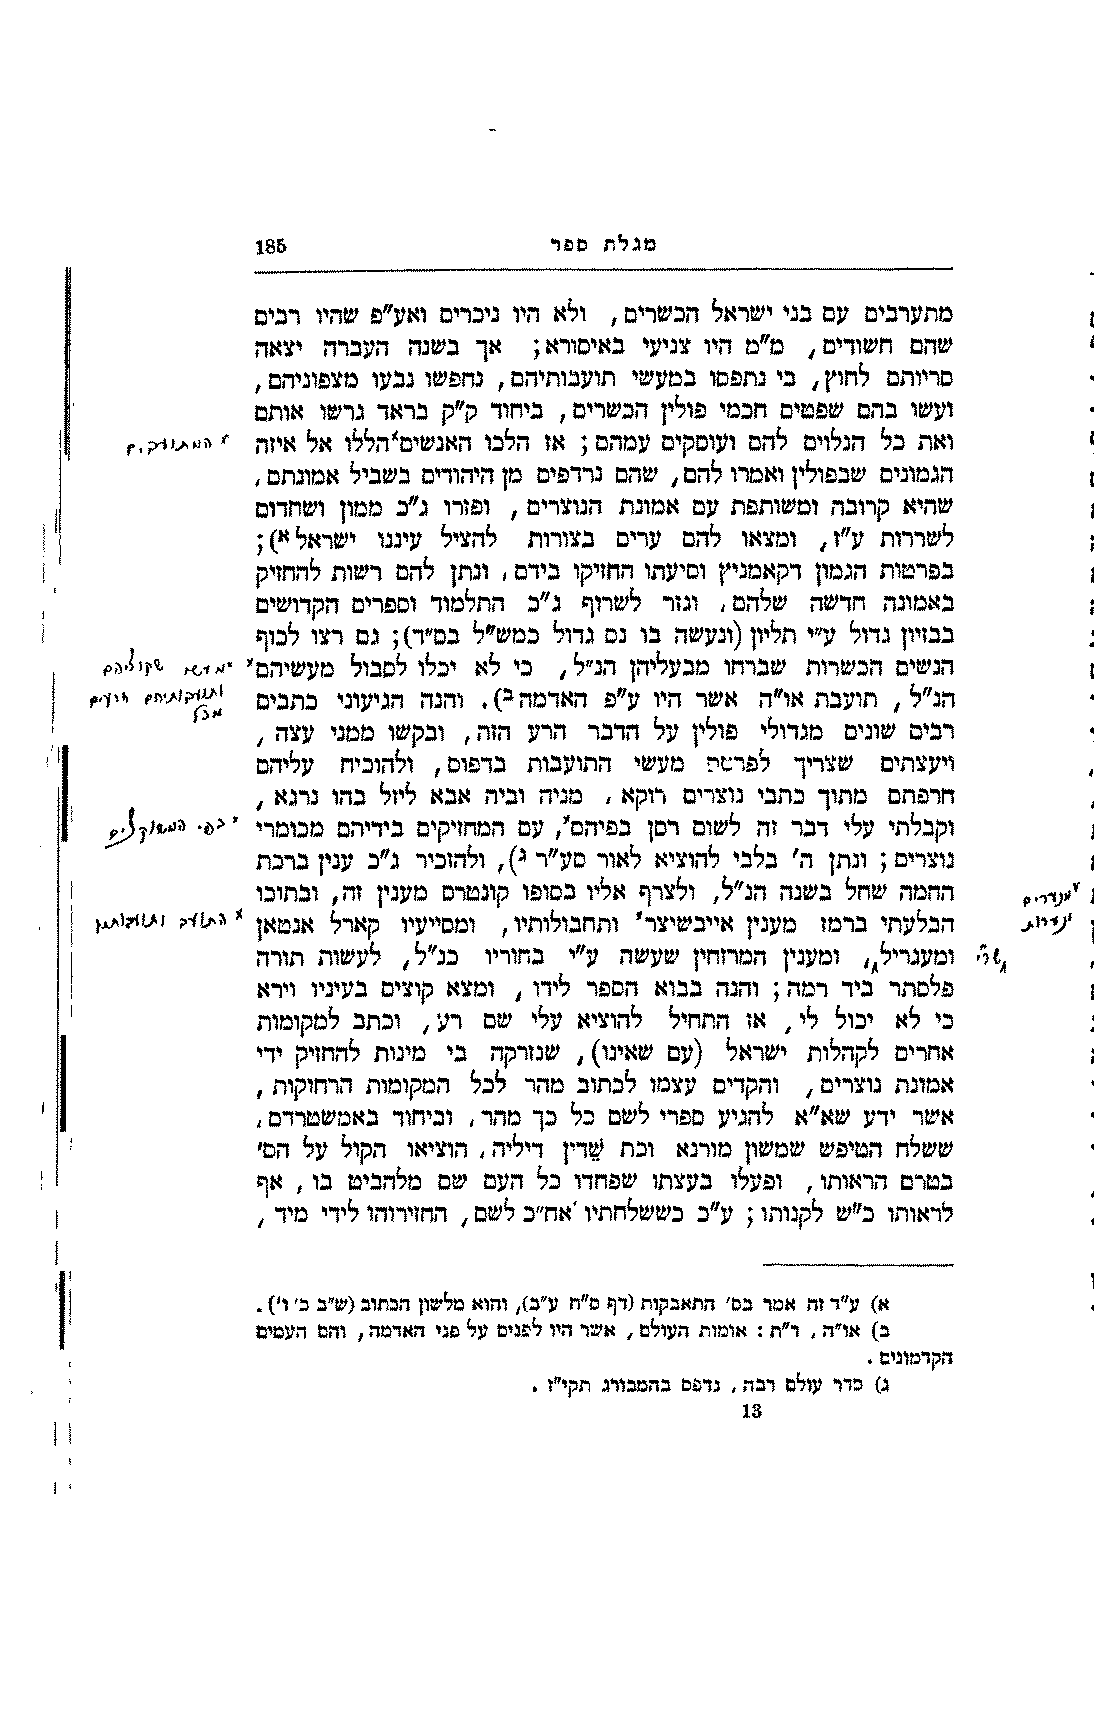 מגלת ספר 185
מתערבים עם בני ישראל הכשרים, ולא היו ניכרים ואע"פ שהיו רבים
שהם חשודים, מ"מ היו צניעי באיסורא; אך בשנה העברה יצאה
סריותם לחוץ, כי נתפסו במעשי תועבותיהם, נחפשו נבעו מצפוניהם,
ועשו בהם שפטים חכמי פולין הכשרים, ביחוד ק"ק בראד גרשו אותם
ואת כל הנלוים להם ועוסקים עמהם; אז הלכו האנשים הללו אל איזה
הגמונים שבפולין ואמרו להם, שהם נרדפים מן היהודים בשביל אמונתם,
שהיא קרובה ומשותפת עם אמונת הנוצרים, ופזרו ג"כ ממון ושחדום
לשררות ע"ז, ומצאו להם ערים בצורות להציל עיננו ישראל א);
בפרטות הגמון דקאמניץ וסיעתו החזיקו בידם, ונתן להם רשות להחזיק
באמונה חדשה שלהם, וגזר לשרוף ג"כ התלמוד וספרים הקדושים
בבזיון גדול ע"י תליון (ונעשה בו נס גדול כמש"ל בס"ד); גם רצו לכוף
הנשים הכשרות שברחו מבעליהן הנ"ל, כי לא יכלו לסבול מעשיהם
הנ"ל, תועבת או"ה אשר היו ע"פ האדמה ב). והנה הגיעוני כתבים
רבים שונים מגדולי פולין על הדבר הרע הזה, ובקשו ממני עצה,
ויעצתים שצריך לפרסם מעשי התועבות בדפוס, ולהוכיח עליהם
חרפתם מתוך כתבי נוצרים רוקא, מניה וביה אבא ליזל בהו נרגא,
וקבלתי עלי דבר זה לשום רסן בפיהם, עם המחזיקים בידיהם מכומרי
נוצרים; ונתן ה' בלבי להוציא לאור סע"ר ג), ולהזכיר ג"כ ענין ברכת
החמה שחל בשנה הנ"ל, ולצרף אליו בסופו קונטרס מענין זה, ובתוכו
הבלעתי ברמז מענין אייבשיצר ותחבולותיו, ומסייעיו קארל אנטאן
ומעגריל, ומענין המרזחין שעשה ע"י בחוריו כנ"ל, לעשות תורה
פלסתר ביד רמה; והנה בבוא הספר לידו, ומצא קוצים בעיניו וירא
כי לא יכול לי, אז התחיל להוציא עלי שם רע, וכתב למקומות
אחרים לקהלות ישראל (עם שאינו), שנזרקה בי מינות להחזיק ידי
אמונת נוצרים, והקדים עצמו לכתוב מהר לכל המקומות הרחוקות,
אשר ידע שא"א להגיע ספרי לשם כל כך מהר, וביחוד באמשטרדם,
ששלח הטיפש שמשון מורנא וכת שדין דיליה, הוציאו הקול על הס'
בטרם הראותו, ופעלו בעצתו שפחדו כל העם שם מלהביט בו, אף
לראותו כ"ש לקנותו; ע"כ כששלחתיו אח"כ לשם, החזירוהו לידי מיד,
א) ע"ד זה אמר בס' התאבקות (דף ס"ח ע"ב), והוא מלשון הכתוב (ש"ב כ' ו').
ב) או"ה, ר"ת: אומות העולם, אשר היו לפנים על פני האדמה, והם העמים
הקדמונים.
ג) סדר עולם רבה, נדפס בהמבורג תקי"ז.
13